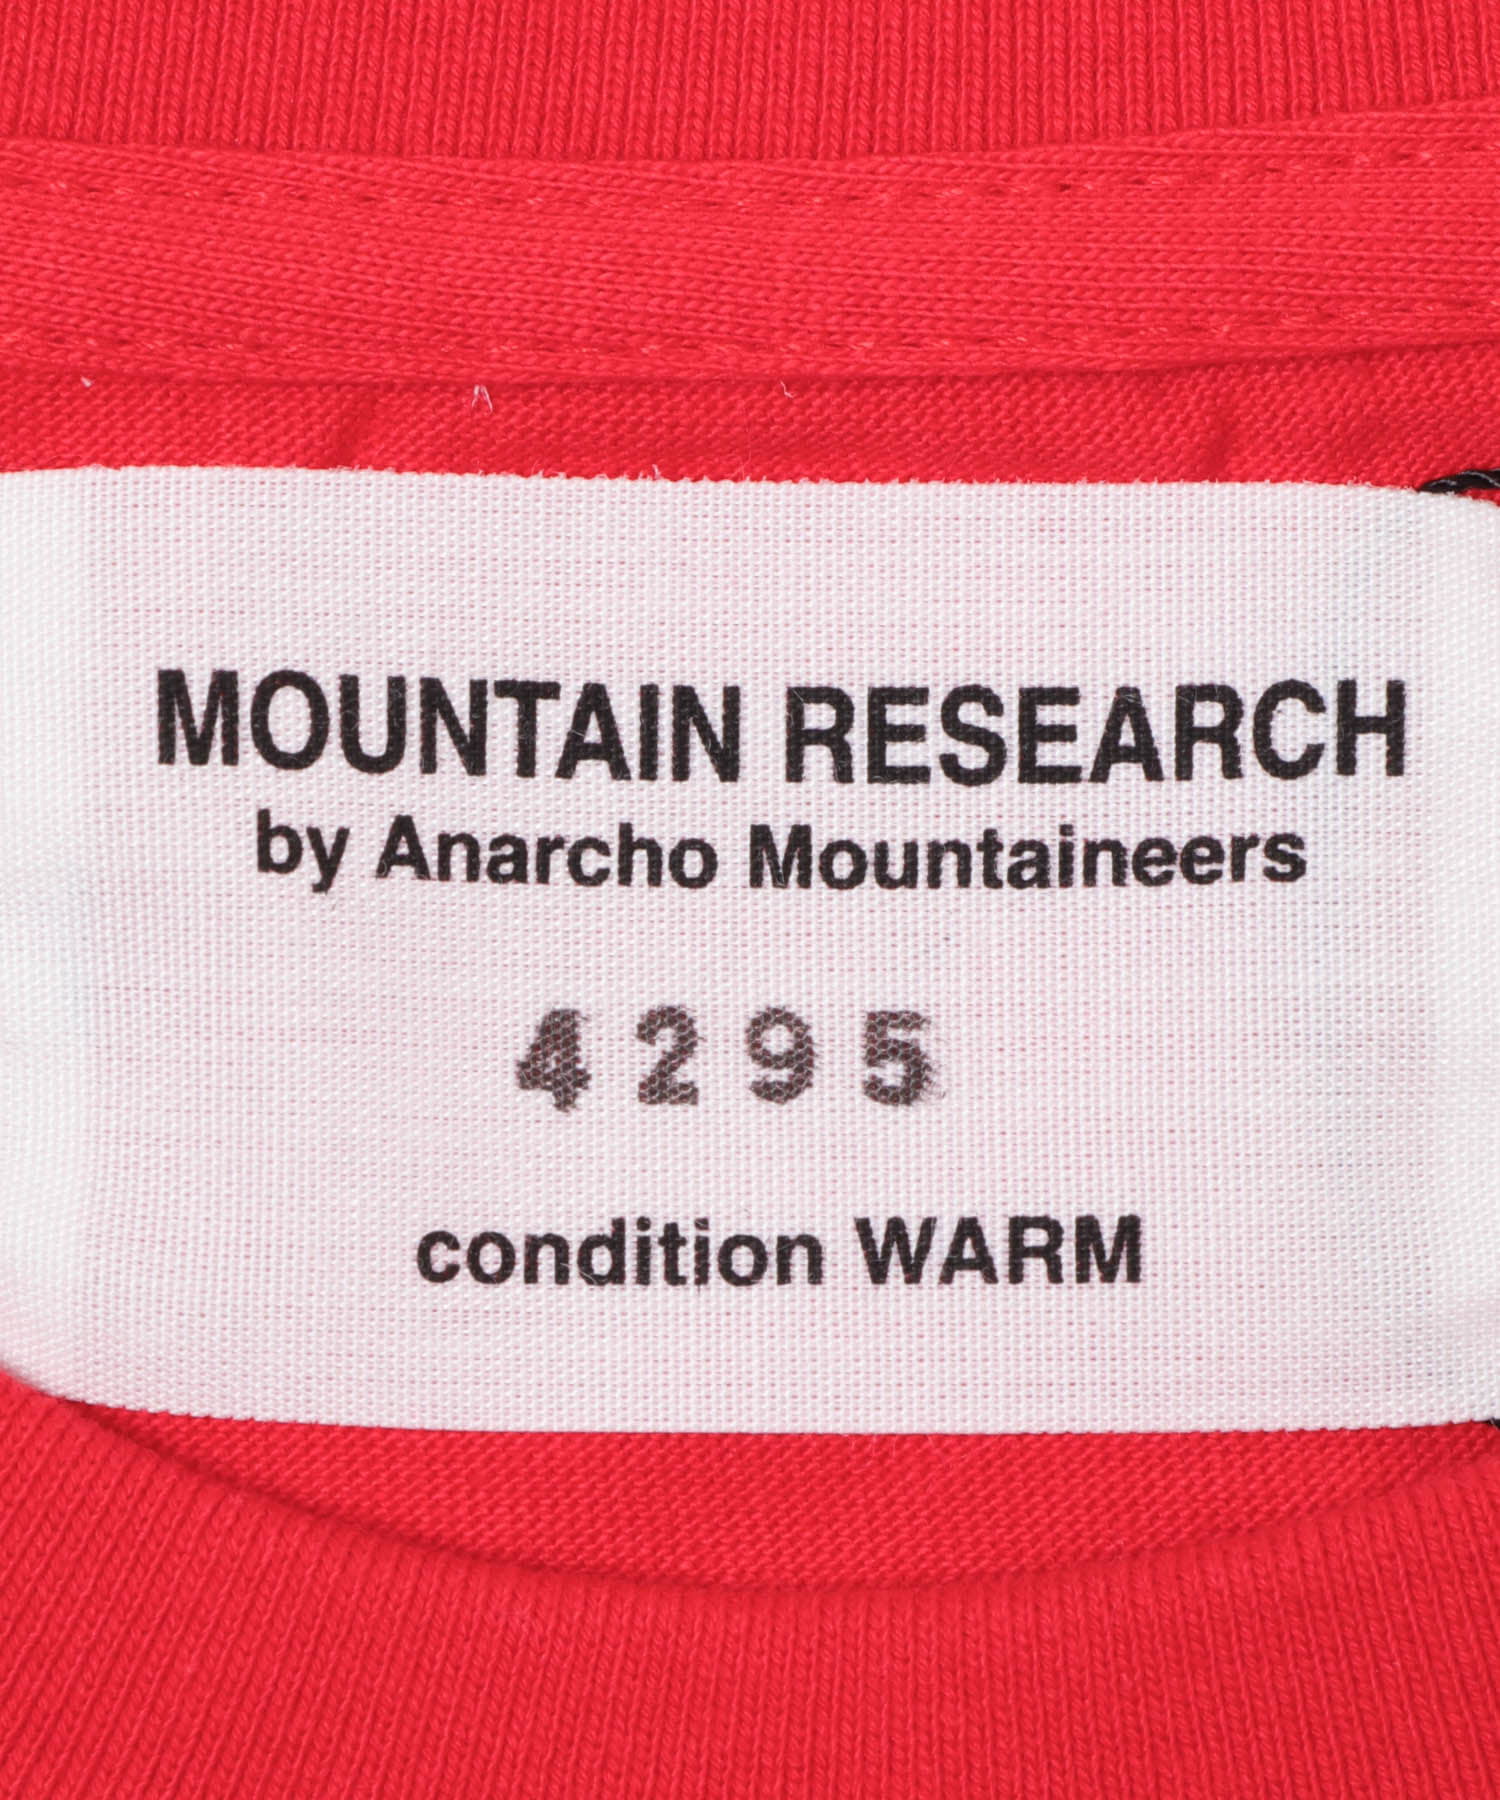 MOUNTAIN RESEARCH
by Anarcho Mountaineers
4295
condition WARM